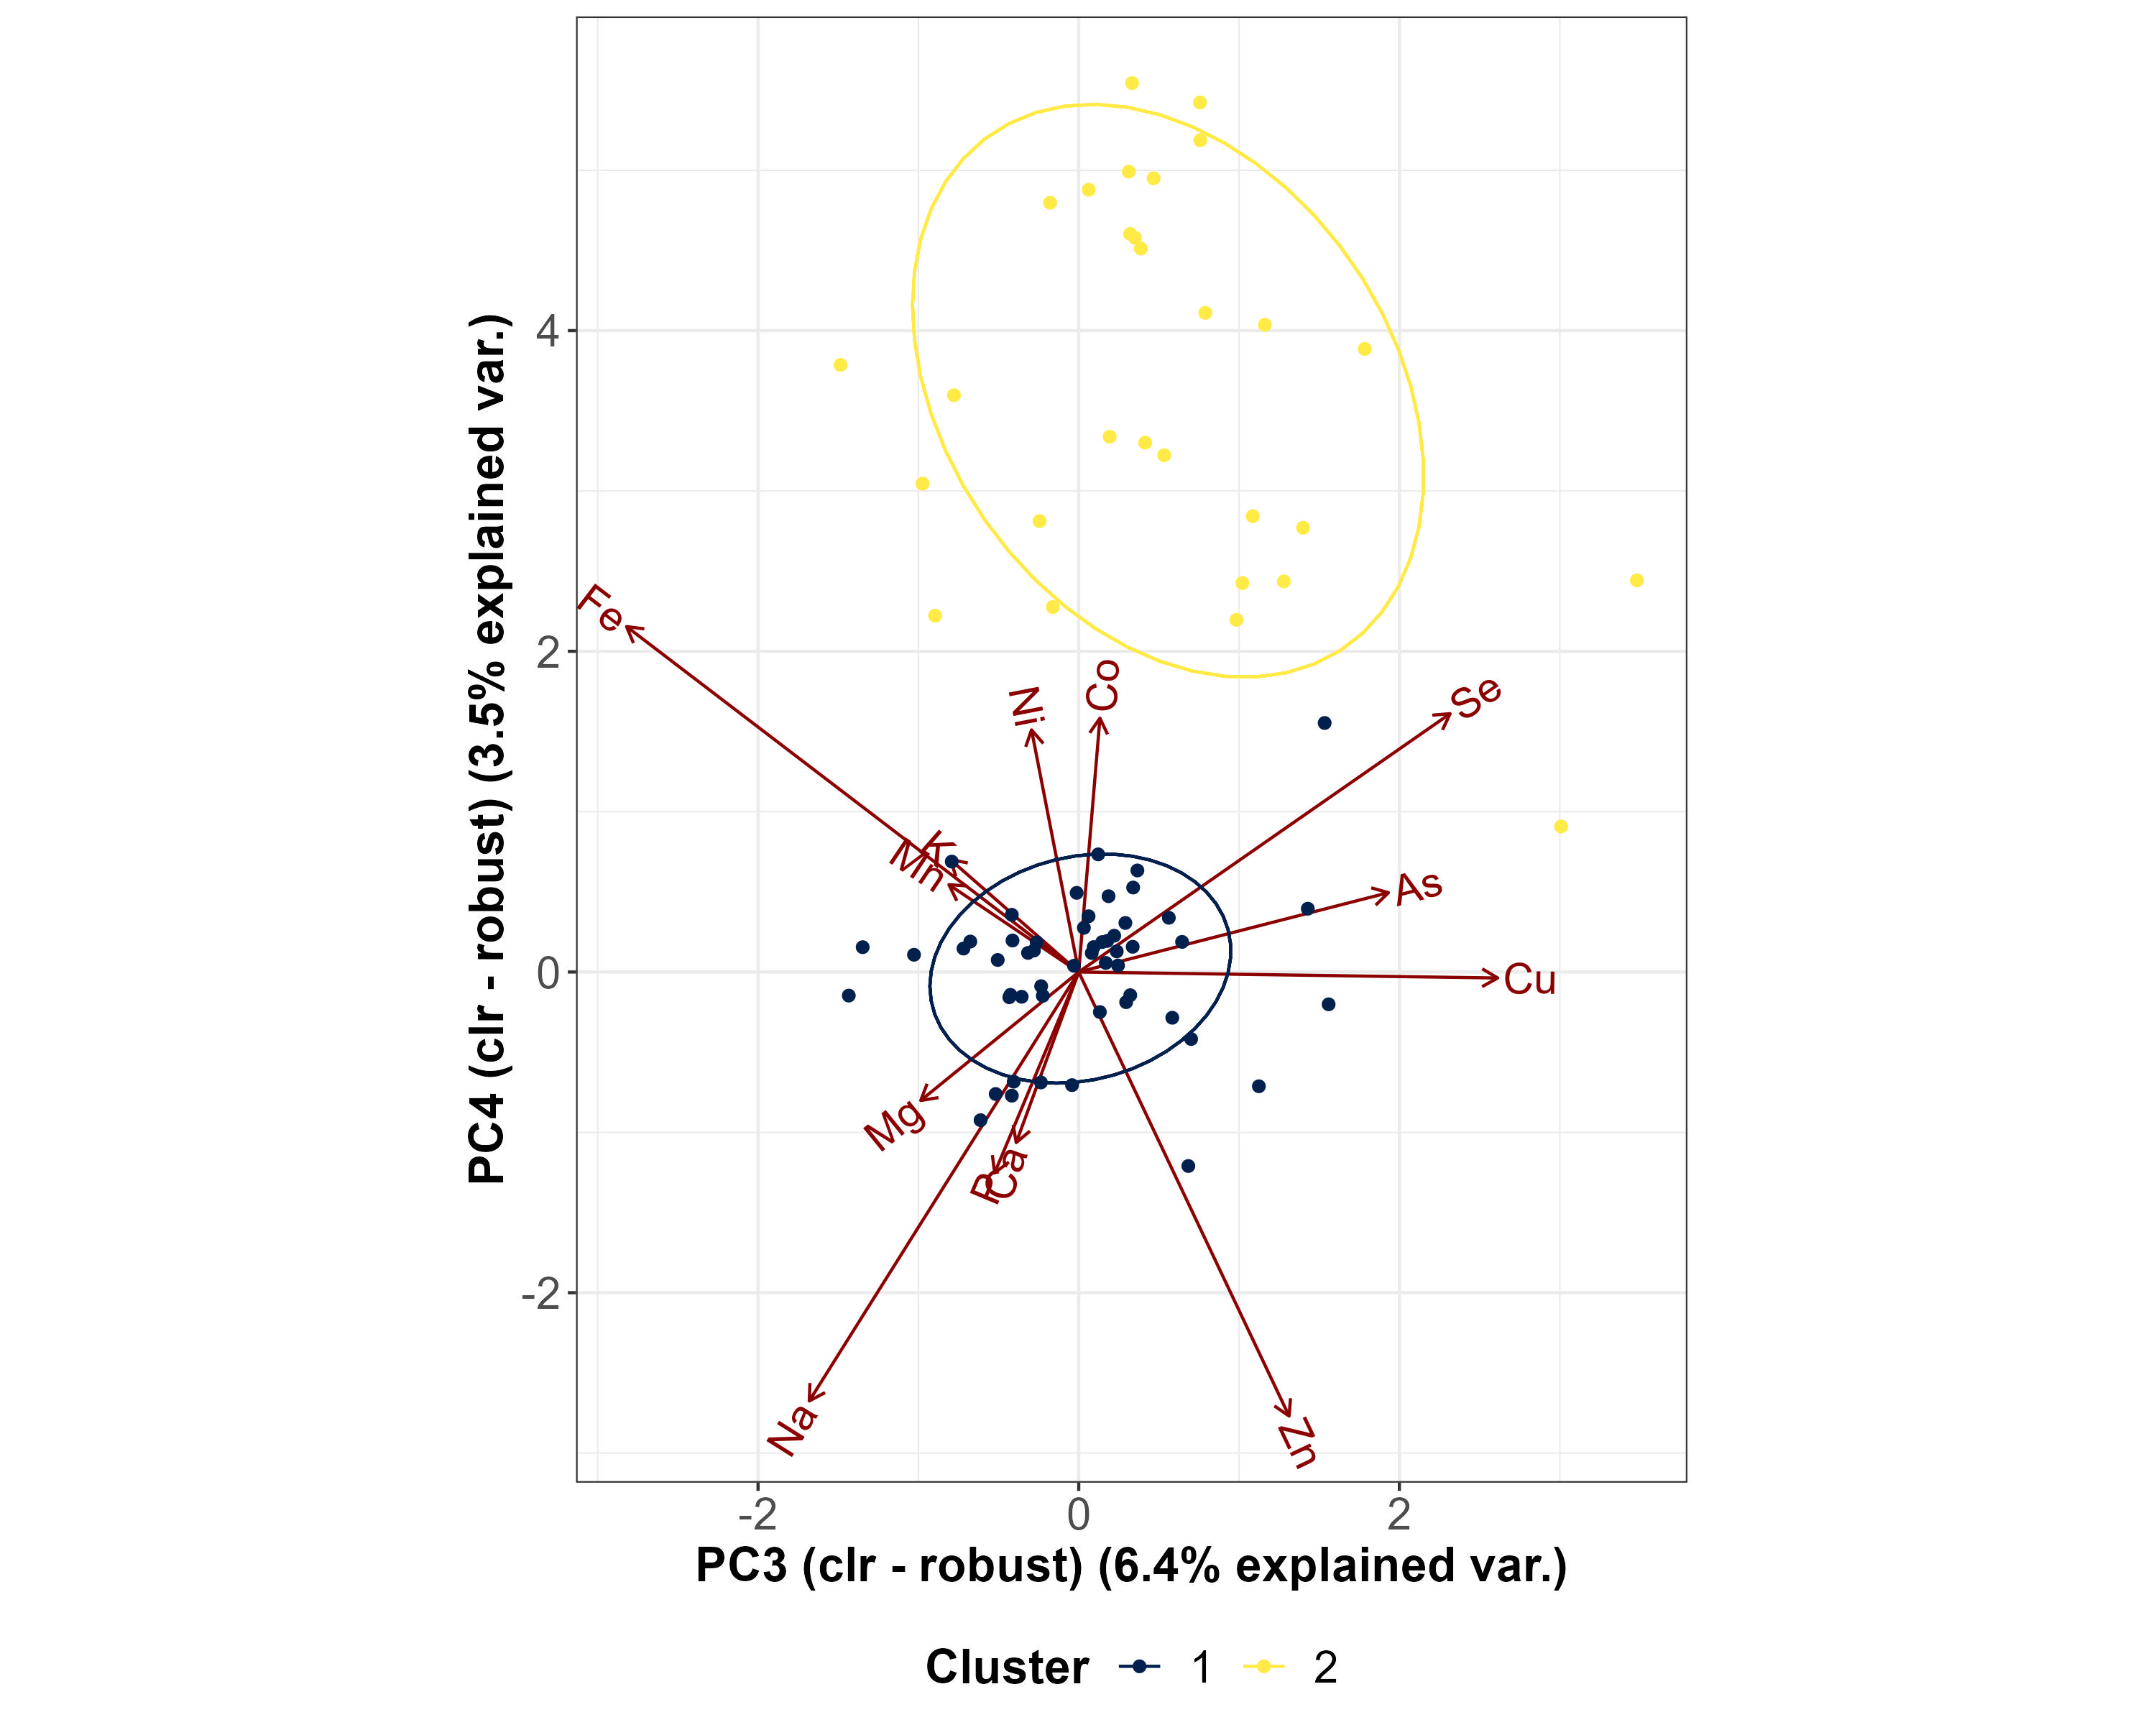 PC4 (clr - robust) (3.5% explained var.)
4
2
0
-2
Fe
Ni
Co
Se
K
Mn
As
Cu
Mg
P
Ca
Na
Zn
-2 0 2
PC3 (clr - robust) (6.4% explained var.)
Cluster 1 2